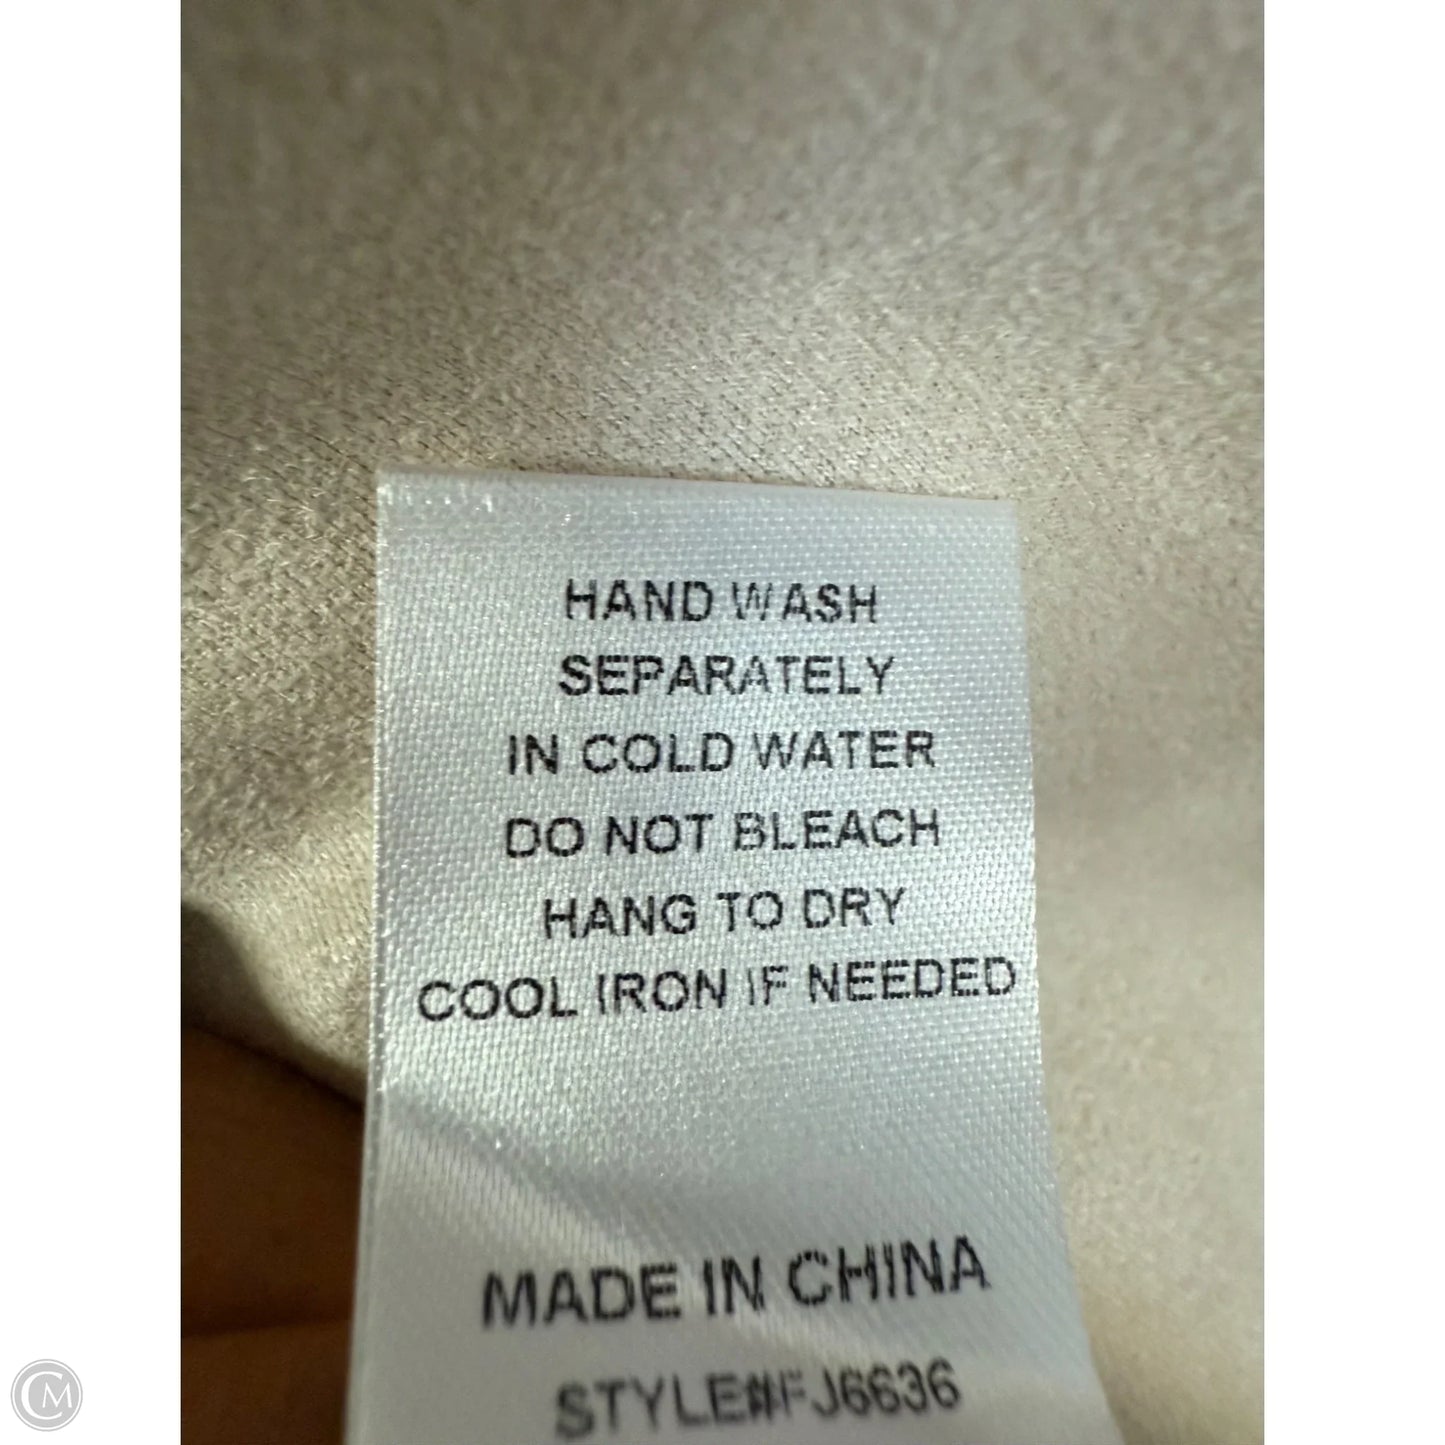 HAND WASH
SEPARATELY
IN COLD WATER
DO NOT BLEACH
HANG TO DRY
COOL IRON IF NEEDED
MADE IN CHINA
STYLE#FJ6636
CM